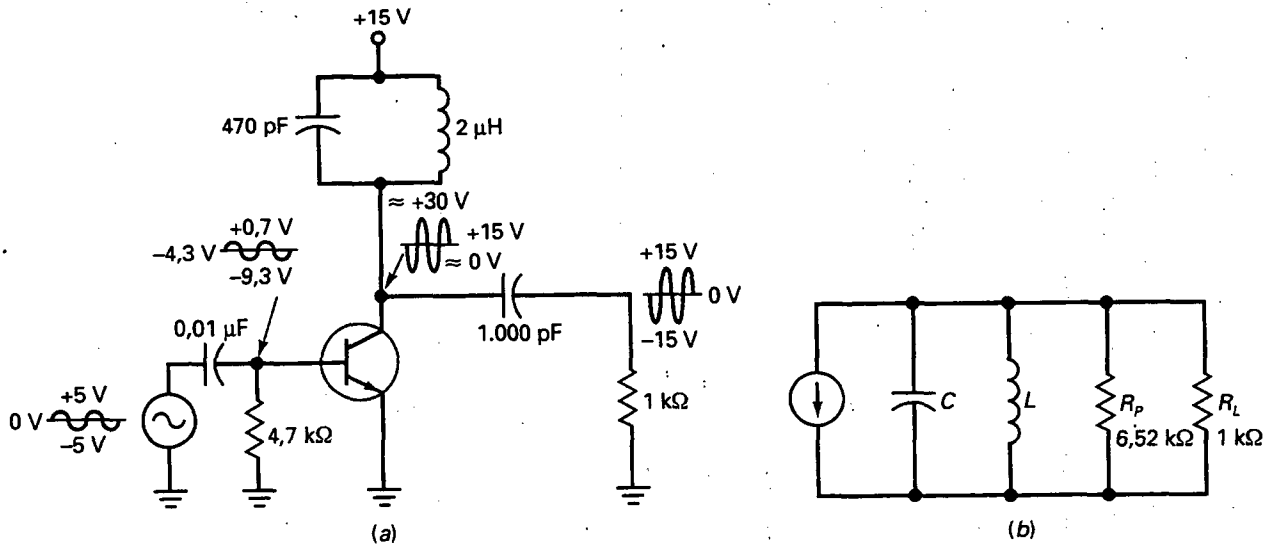 +15 V
470 pF
2 μH
≈ +30 V
+0,7 V
–4,3 V
–9,3 V
+15 V
≈ 0 V
+15 V
0 V
–15 V
0,01 μF
1.000 pF
+5 V
0 V
–5 V
4,7 kΩ
1 kΩ
(a)
C
L
R_P
6,52 kΩ
R_L
1 kΩ
(b)